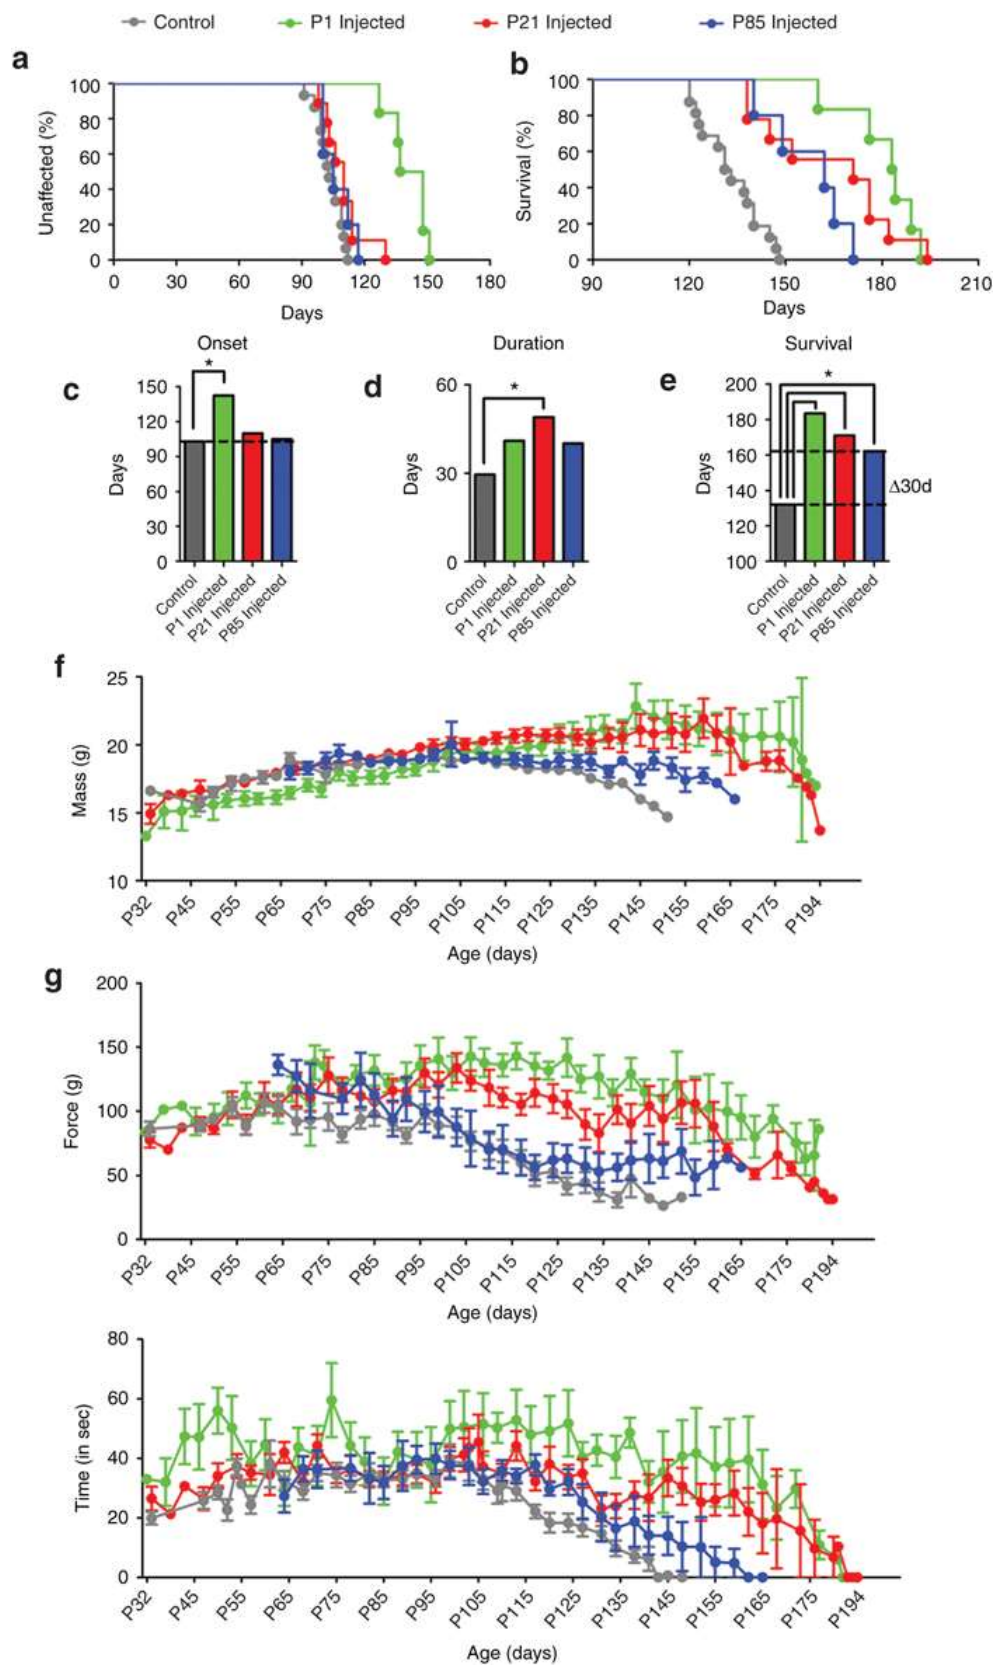 Control P1 Injected P21 Injected P85 Injected
a
100
80
60
40
20
0
Unaffected (%)
0 30 60 90 120 150 180
Days
b
100
80
60
40
20
0
Survival (%)
90 120 150 180 210
Days
c
Onset
*
150
120
90
60
30
0
Days
Control P1 Injected P21 Injected P85 Injected
d
Duration
*
60
30
0
Days
Control P1 Injected P21 Injected P85 Injected
e
Survival
*
200
180
160
140
120
100
Days
Δ30d
Control P1 Injected P21 Injected P85 Injected
f
25
20
15
10
Mass (g)
P32 P45 P55 P65 P75 P85 P95 P105 P115 P125 P135 P145 P155 P165 P175 P194
Age (days)
g
200
150
100
50
0
Force (g)
P32 P45 P55 P65 P75 P85 P95 P105 P115 P125 P135 P145 P155 P165 P175 P194
Age (days)
80
60
40
20
0
Time (in sec)
P32 P45 P55 P65 P75 P85 P95 P105 P115 P125 P135 P145 P155 P165 P175 P194
Age (days)